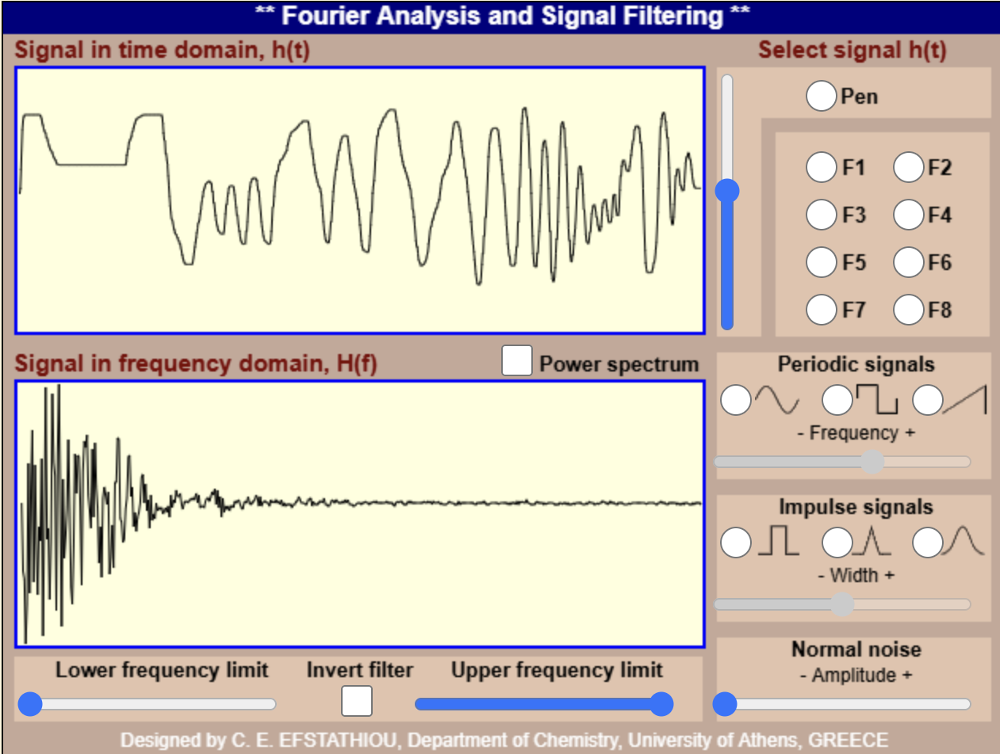 ** Fourier Analysis and Signal Filtering **
Signal in time domain, h(t)
Select signal h(t)
Pen
F1 F2
F3 F4
F5 F6
F7 F8
Signal in frequency domain, H(f)
Power spectrum
Periodic signals
- Frequency +
Impulse signals
- Width +
Normal noise
- Amplitude +
Lower frequency limit
Invert filter
Upper frequency limit
Designed by C. E. EFSTATHIOU, Department of Chemistry, University of Athens, GREECE